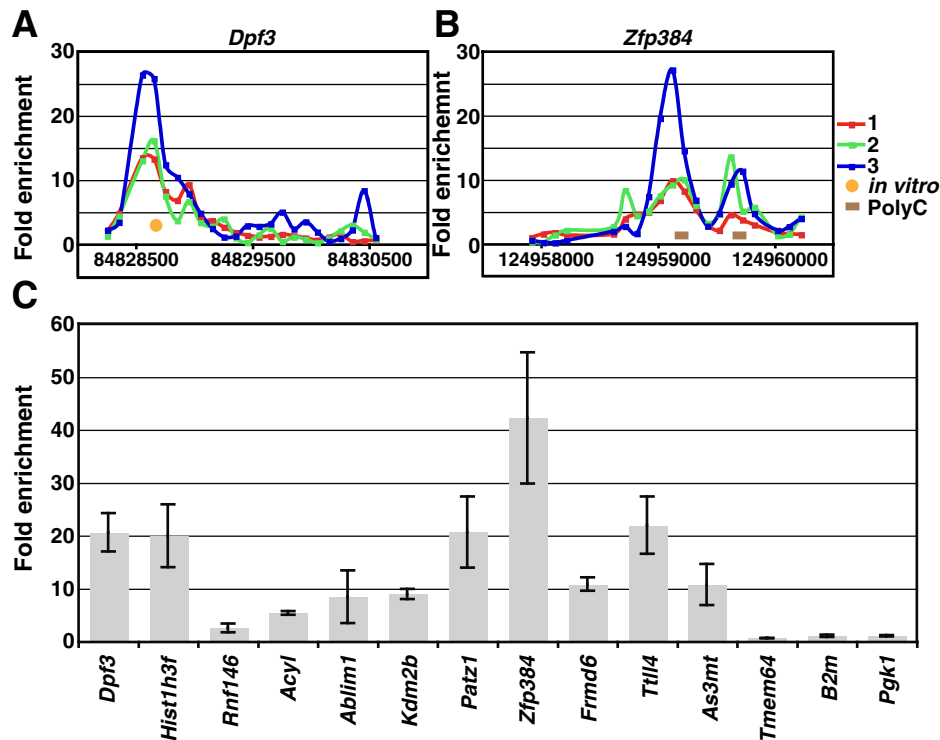 A
Dpf3
Fold enrichment
30
20
10
0
84828500 84829500 84830500
B
Zfp384
Fold enrichemnt
30
20
10
0
124958000 124959000 124960000
1
2
3
in vitro
PolyC
C
Fold enrichment
60
50
40
30
20
10
0
Dpf3
Hist1h3f
Rnf146
Acyl
Ablim1
Kdm2b
Patz1
Zfp384
Frmd6
Ttll4
As3mt
Tmem64
B2m
Pgk1